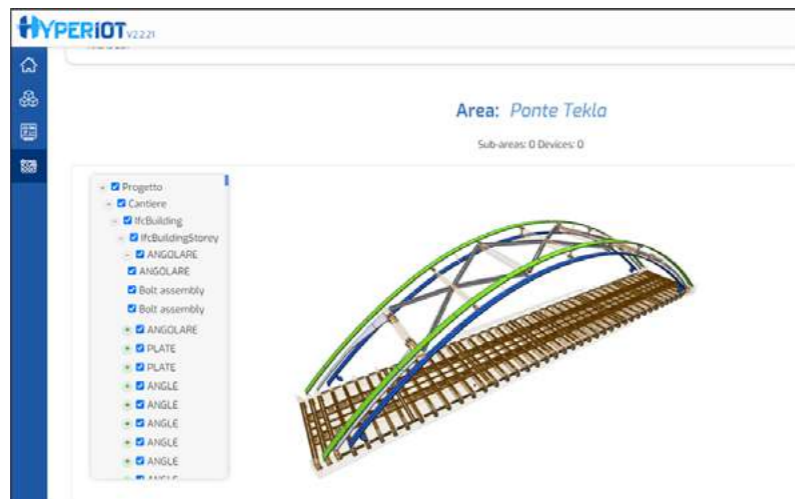 HYPERIOT V2.2.21
Area: Ponte Tekla
Sub-areas: 0 Devices: 0
Progetto
Cantiere
IfcBuilding
IfcBuildingStorey
ANGOLARE
ANGOLARE
Bolt assembly
Bolt assembly
ANGOLARE
PLATE
PLATE
ANGLE
ANGLE
ANGLE
ANGLE
ANGLE
ANGLE